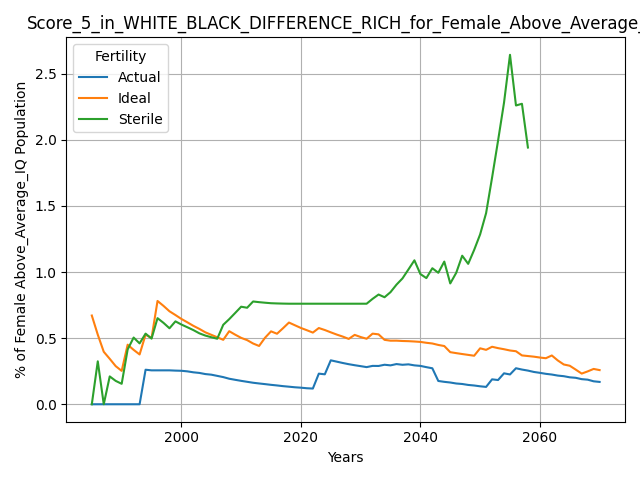 Score_5_in_WHITE_BLACK_DIFFERENCE_RICH_for_Female_Above_Average_
Fertility
Actual
Ideal
Sterile
% of Female Above_Average_IQ Population
2.5
2.0
1.5
1.0
0.5
0.0
2000
2020
2040
2060
Years